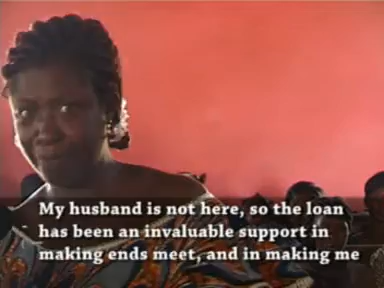 My husband is not here, so the loan
has been an invaluable support in
making ends meet, and in making me